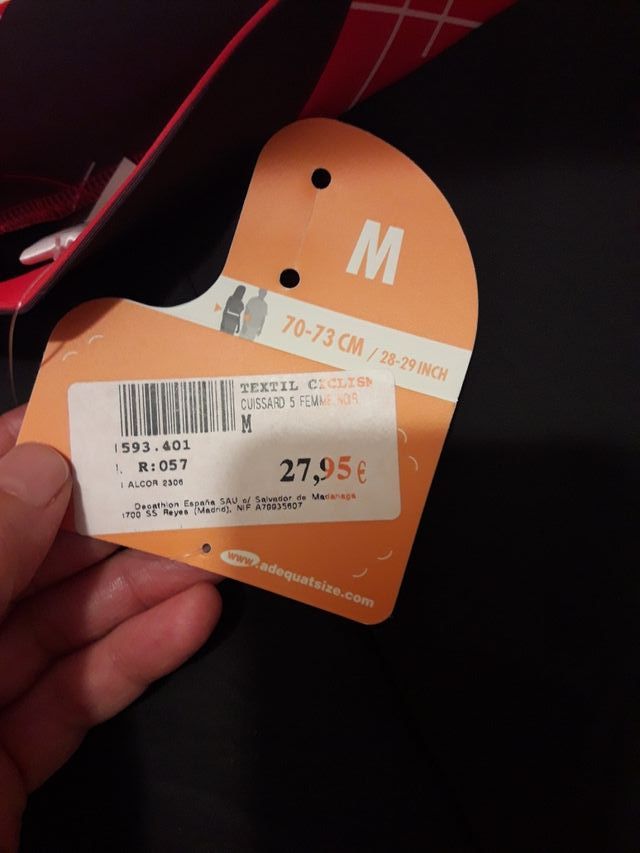 M
70-73 CM / 28-29 INCH
TEXTIL CICLISM
CUISSARD 5 FEMME NOIR
M
593.401
R:057
27,95 €
ALCOR 2306
Decathlon España SAU c/ Salvador de Madariaga
1700 SS Reyes (Madrid), NIF A79935607
www.adequatsize.com